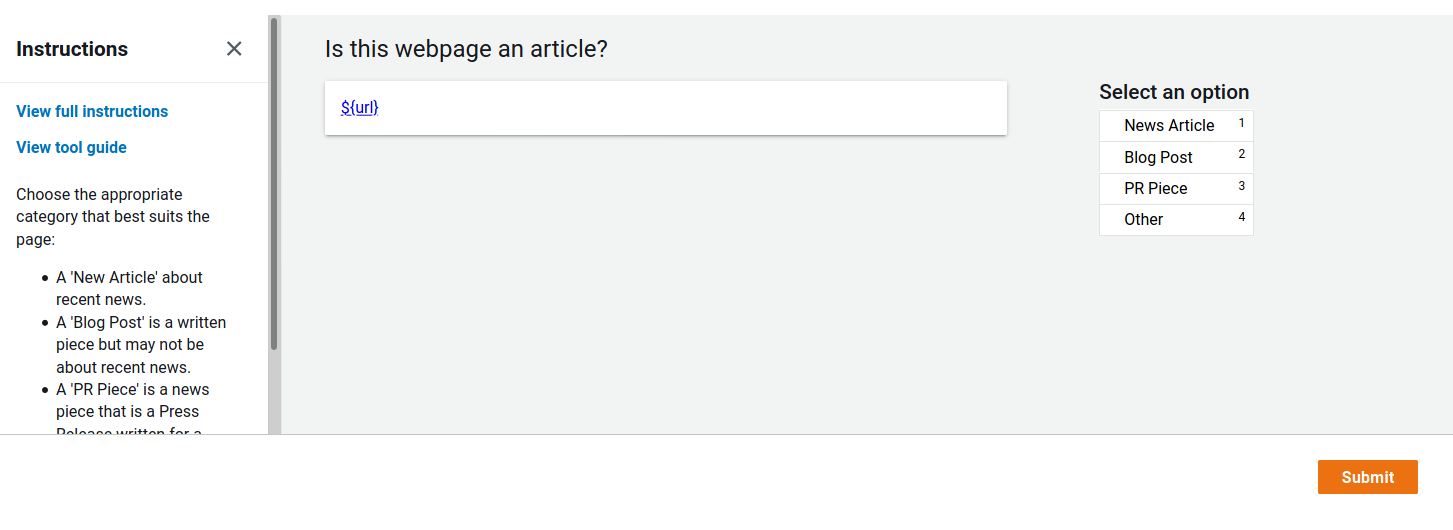 Instructions
View full instructions
View tool guide
Choose the appropriate
category that best suits the
page:
A 'New Article' about
recent news.
A 'Blog Post' is a written
piece but may not be
about recent news.
A 'PR Piece' is a news
piece that is a Press
Release written for a
Is this webpage an article?
${url}
Select an option
News Article 1
Blog Post 2
PR Piece 3
Other 4
Submit